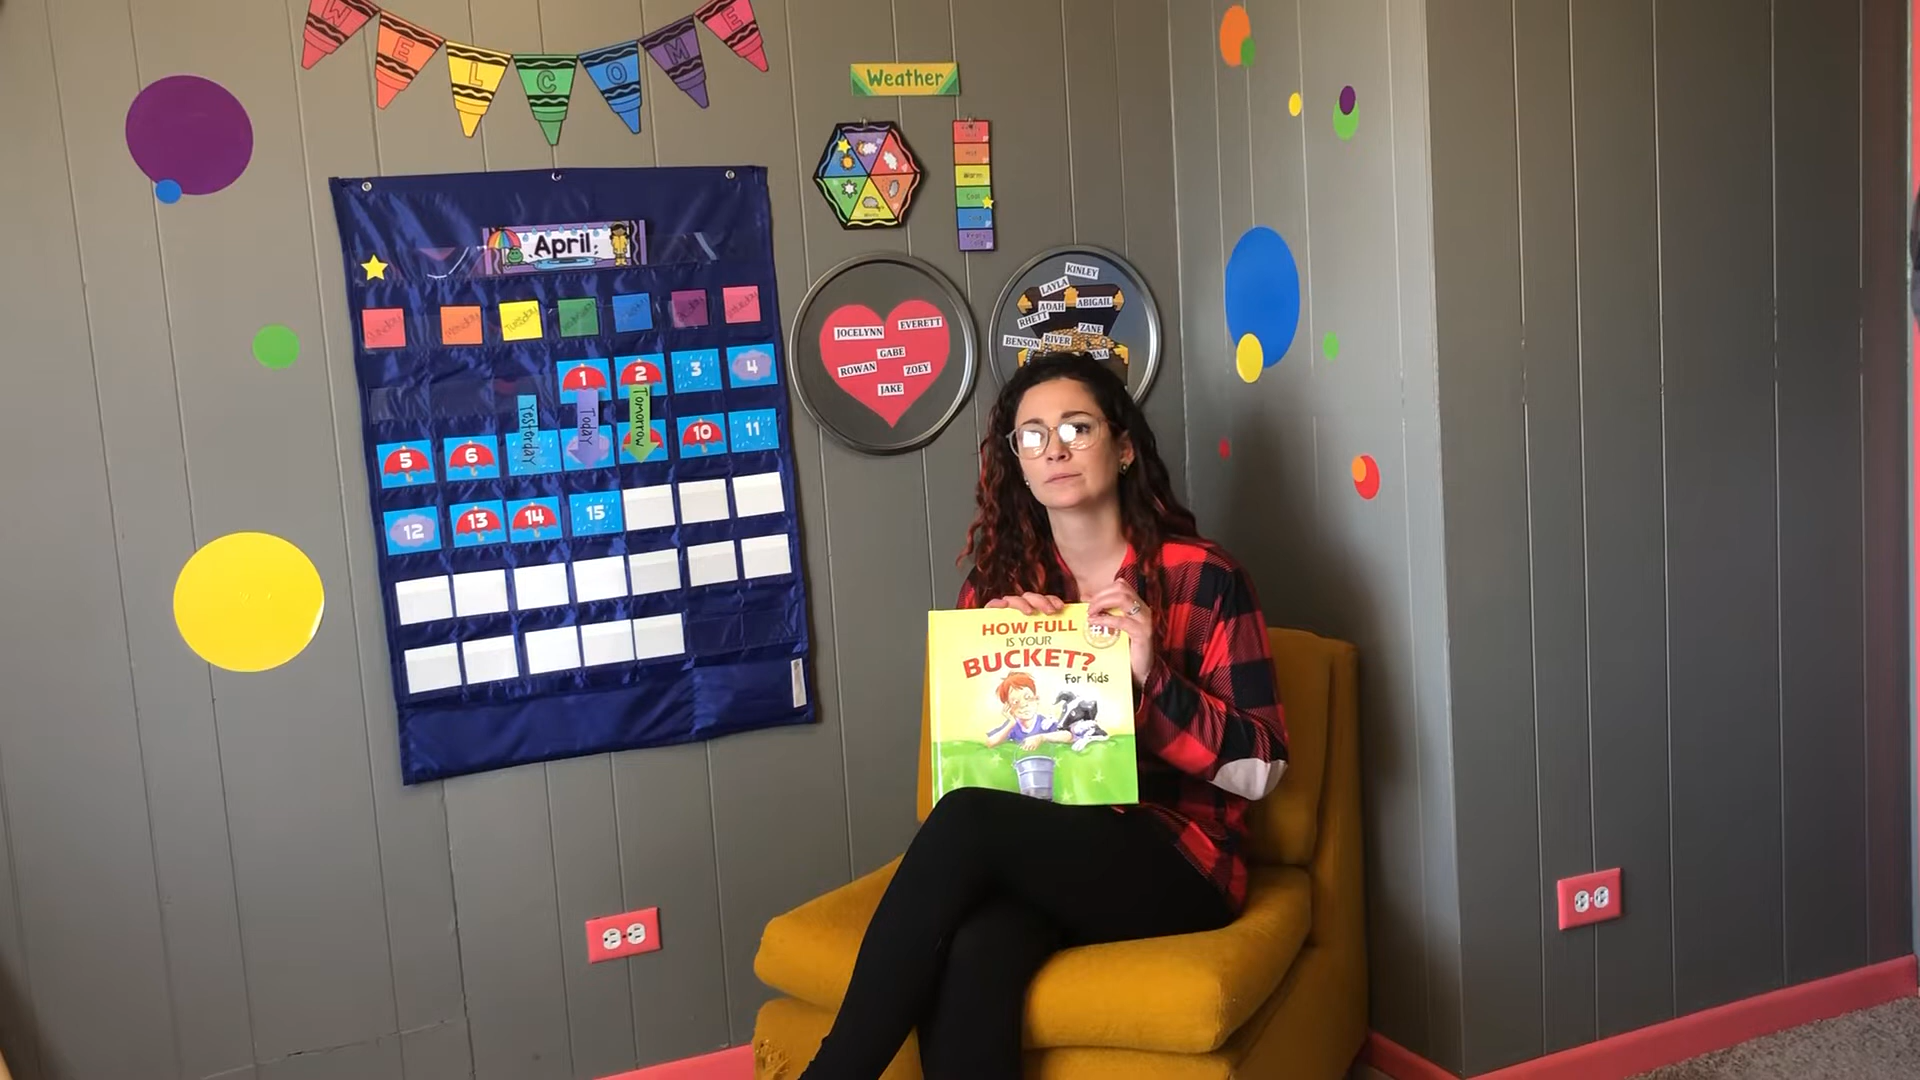 WELCOME
Weather
Warm
April
Yesterday
Today
Tomorrow
1 2 3 4
5 6 10 11
12 13 14 15
JOCELYNN
EVERETT
GABE
ROWAN
ZOEY
JAKE
KINLEY
LAYLA
ADAH
ABIGAIL
RHETT
ZANE
BENSON
RIVER
HOW FULL
IS YOUR
BUCKET?
For Kids
#1